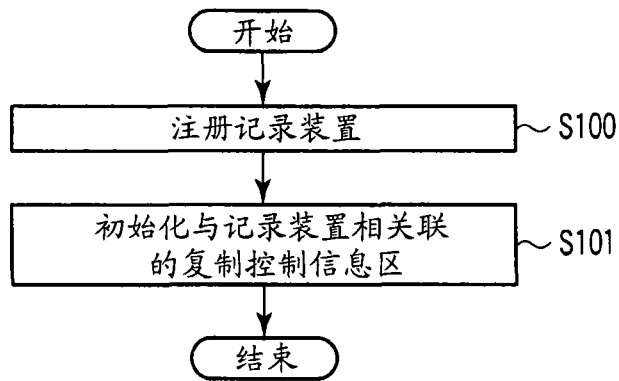 开始
注册记录装置
S100
初始化与记录装置相关联
的复制控制信息区
S101
结束